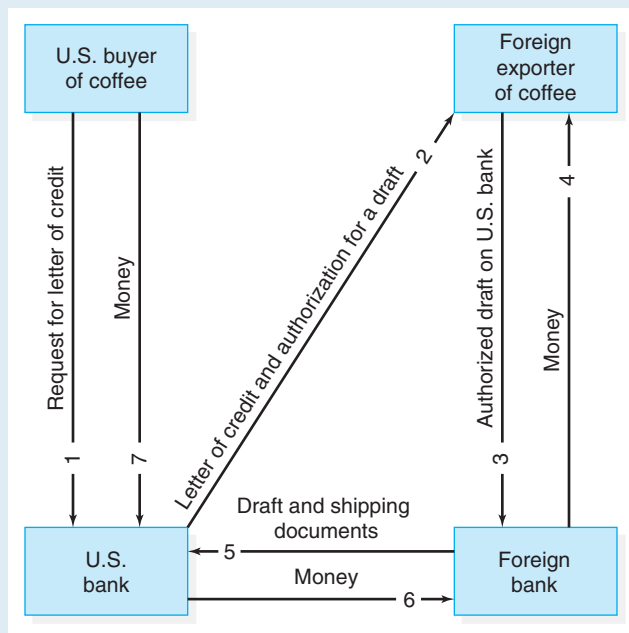 U.S. buyer
of coffee
Foreign
exporter
of coffee
Request for letter of credit
1
Money
7
Letter of credit and authorization for a draft
2
Authorized draft on U.S. bank
3
Money
4
Draft and shipping
documents
5
Money
6
U.S.
bank
Foreign
bank